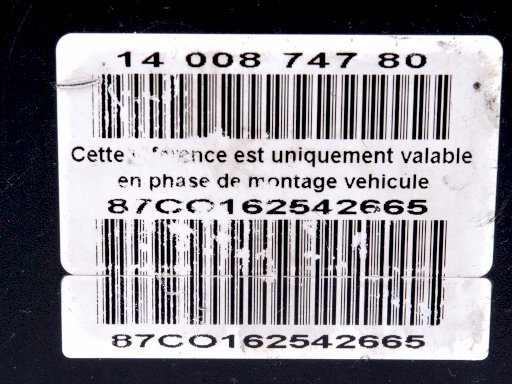 14 008 747 80
Cette référence est uniquement valable
en phase de montage vehicule
87CO162542665
87CO162542665